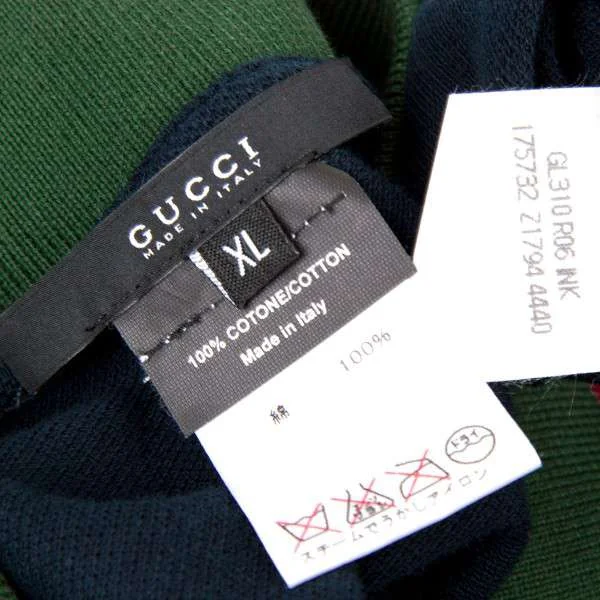 GUCCI
MADE IN ITALY
XL
100% COTONE/COTTON
Made in Italy
綿 100%
ドライ
スチームでうかしアイロン
GL310 R06 INK
175732 Z1794 4440